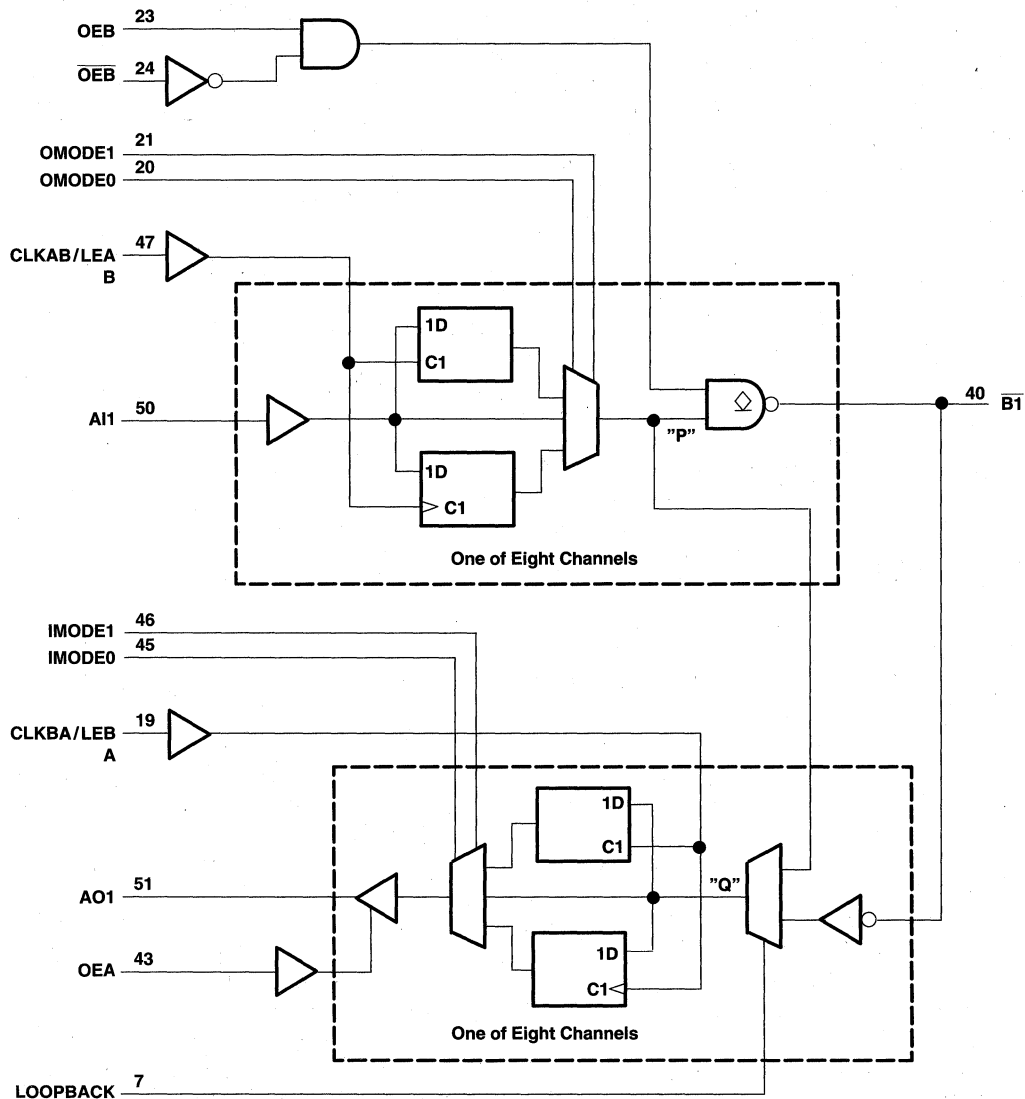 OEB 23
OEB 24
OMODE1 21
OMODE0 20
CLKAB/LEA 47
B
1D
C1
AI1 50
40 B1
"P"
1D
C1
One of Eight Channels
IMODE1 46
IMODE0 45
CLKBA/LEB 19
A
1D
C1
"Q"
AO1 51
1D
C1
OEA 43
One of Eight Channels
LOOPBACK 7